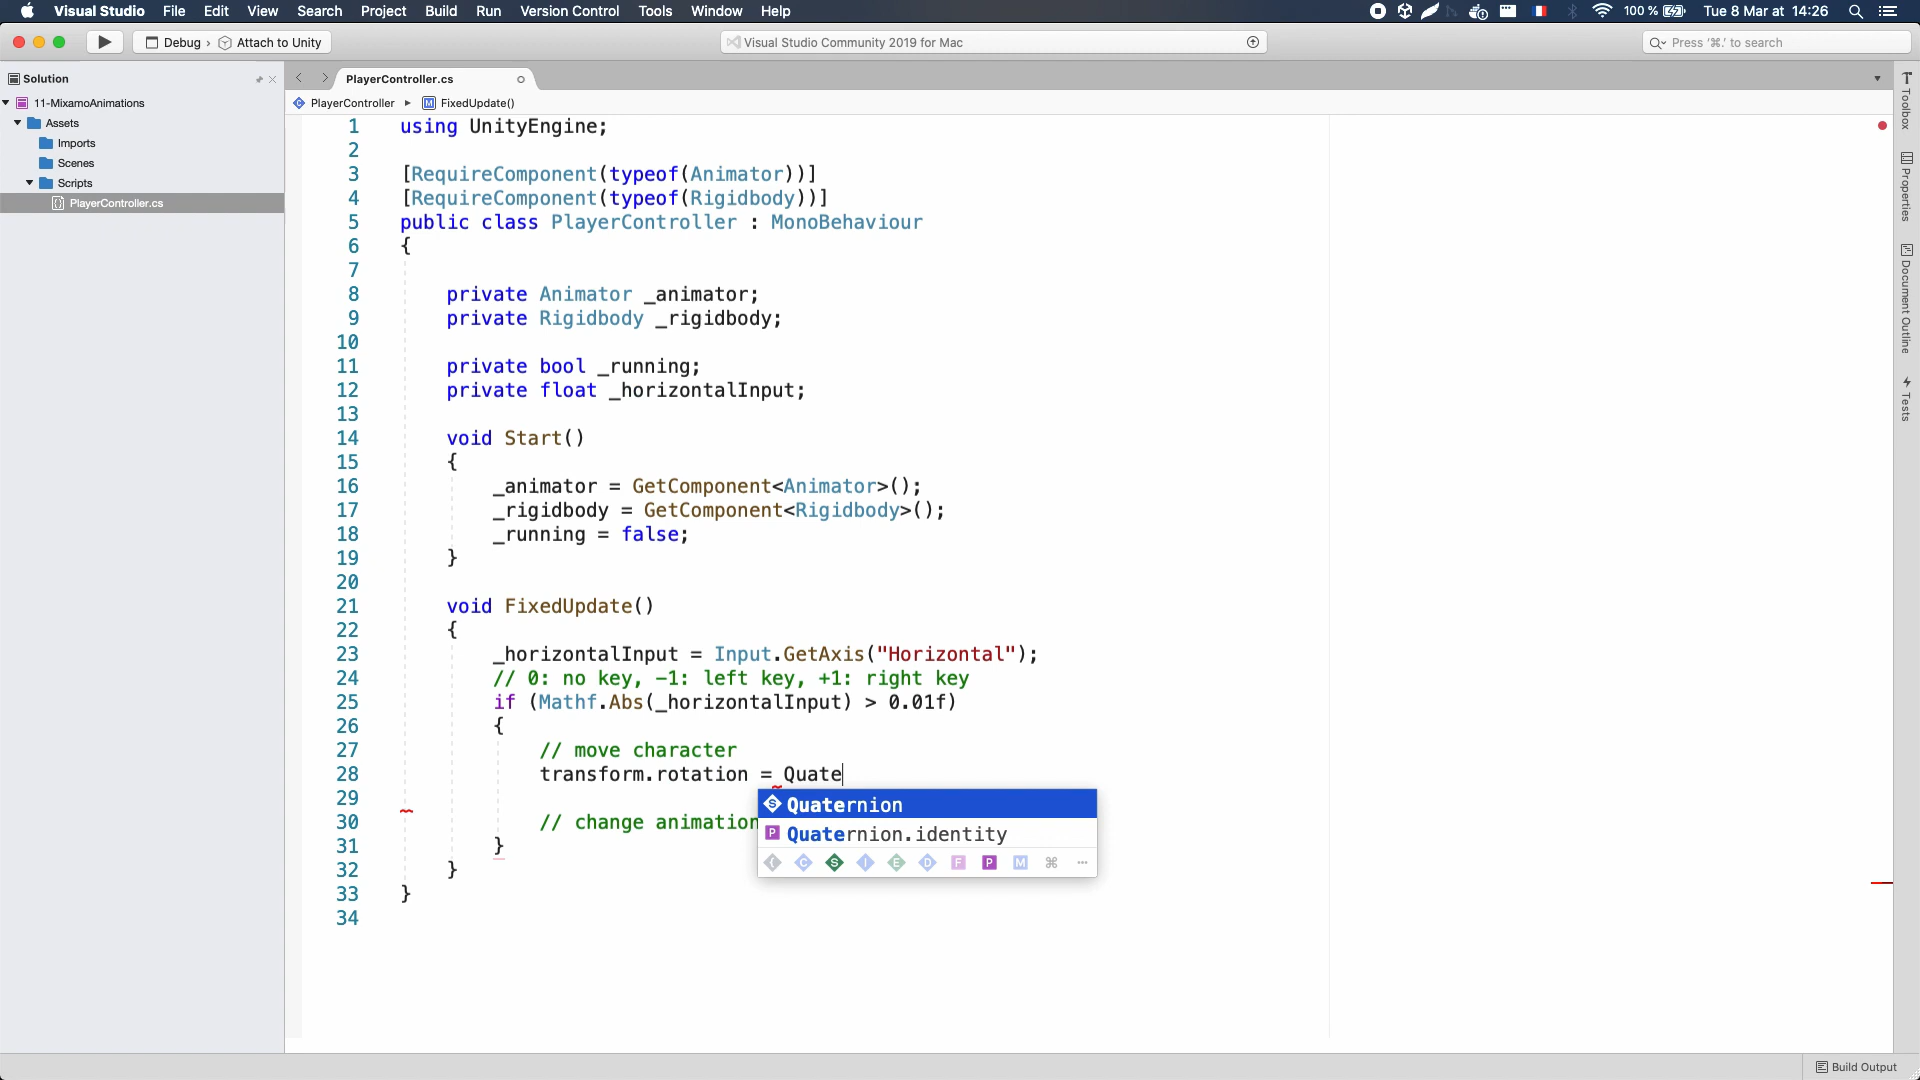 Visual Studio File Edit View Search Project Build Run Version Control Tools Window Help 100 % Tue 8 Mar at 14:26
Debug › Attach to Unity Visual Studio Community 2019 for Mac Press '⌘.' to search
Solution
11-MixamoAnimations
Assets
Imports
Scenes
Scripts
PlayerController.cs
PlayerController.cs
PlayerController ▸ FixedUpdate()
1 using UnityEngine;
2
3 [RequireComponent(typeof(Animator))]
4 [RequireComponent(typeof(Rigidbody))]
5 public class PlayerController : MonoBehaviour
6 {
7
8 private Animator _animator;
9 private Rigidbody _rigidbody;
10
11 private bool _running;
12 private float _horizontalInput;
13
14 void Start()
15 {
16 _animator = GetComponent<Animator>();
17 _rigidbody = GetComponent<Rigidbody>();
18 _running = false;
19 }
20
21 void FixedUpdate()
22 {
23 _horizontalInput = Input.GetAxis("Horizontal");
24 // 0: no key, -1: left key, +1: right key
25 if (Mathf.Abs(_horizontalInput) > 0.01f)
26 {
27 // move character
28 transform.rotation = Quate
29
30 // change animation
31 }
32 }
33 }
34
S Quaternion
P Quaternion.identity
C S I E D F P M ⌘ ...
Toolbox
Properties
Document Outline
Tests
Build Output